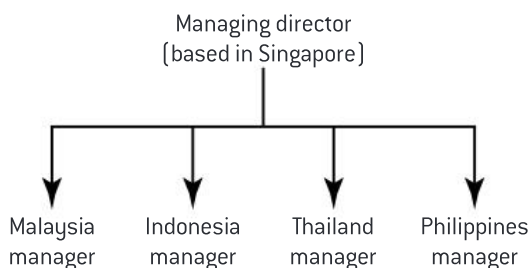 Managing director
(based in Singapore)
Malaysia manager
Indonesia manager
Thailand manager
Philippines manager